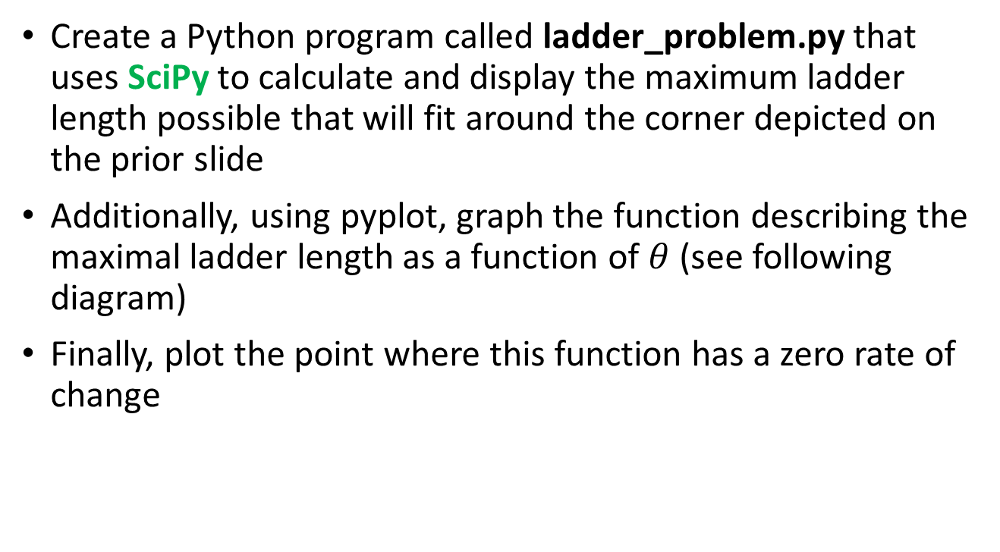 • Create a Python program called ladder_problem.py that
uses SciPy to calculate and display the maximum ladder
length possible that will fit around the corner depicted on
the prior slide
• Additionally, using pyplot, graph the function describing the
maximal ladder length as a function of 𝜃 (see following
diagram)
• Finally, plot the point where this function has a zero rate of
change